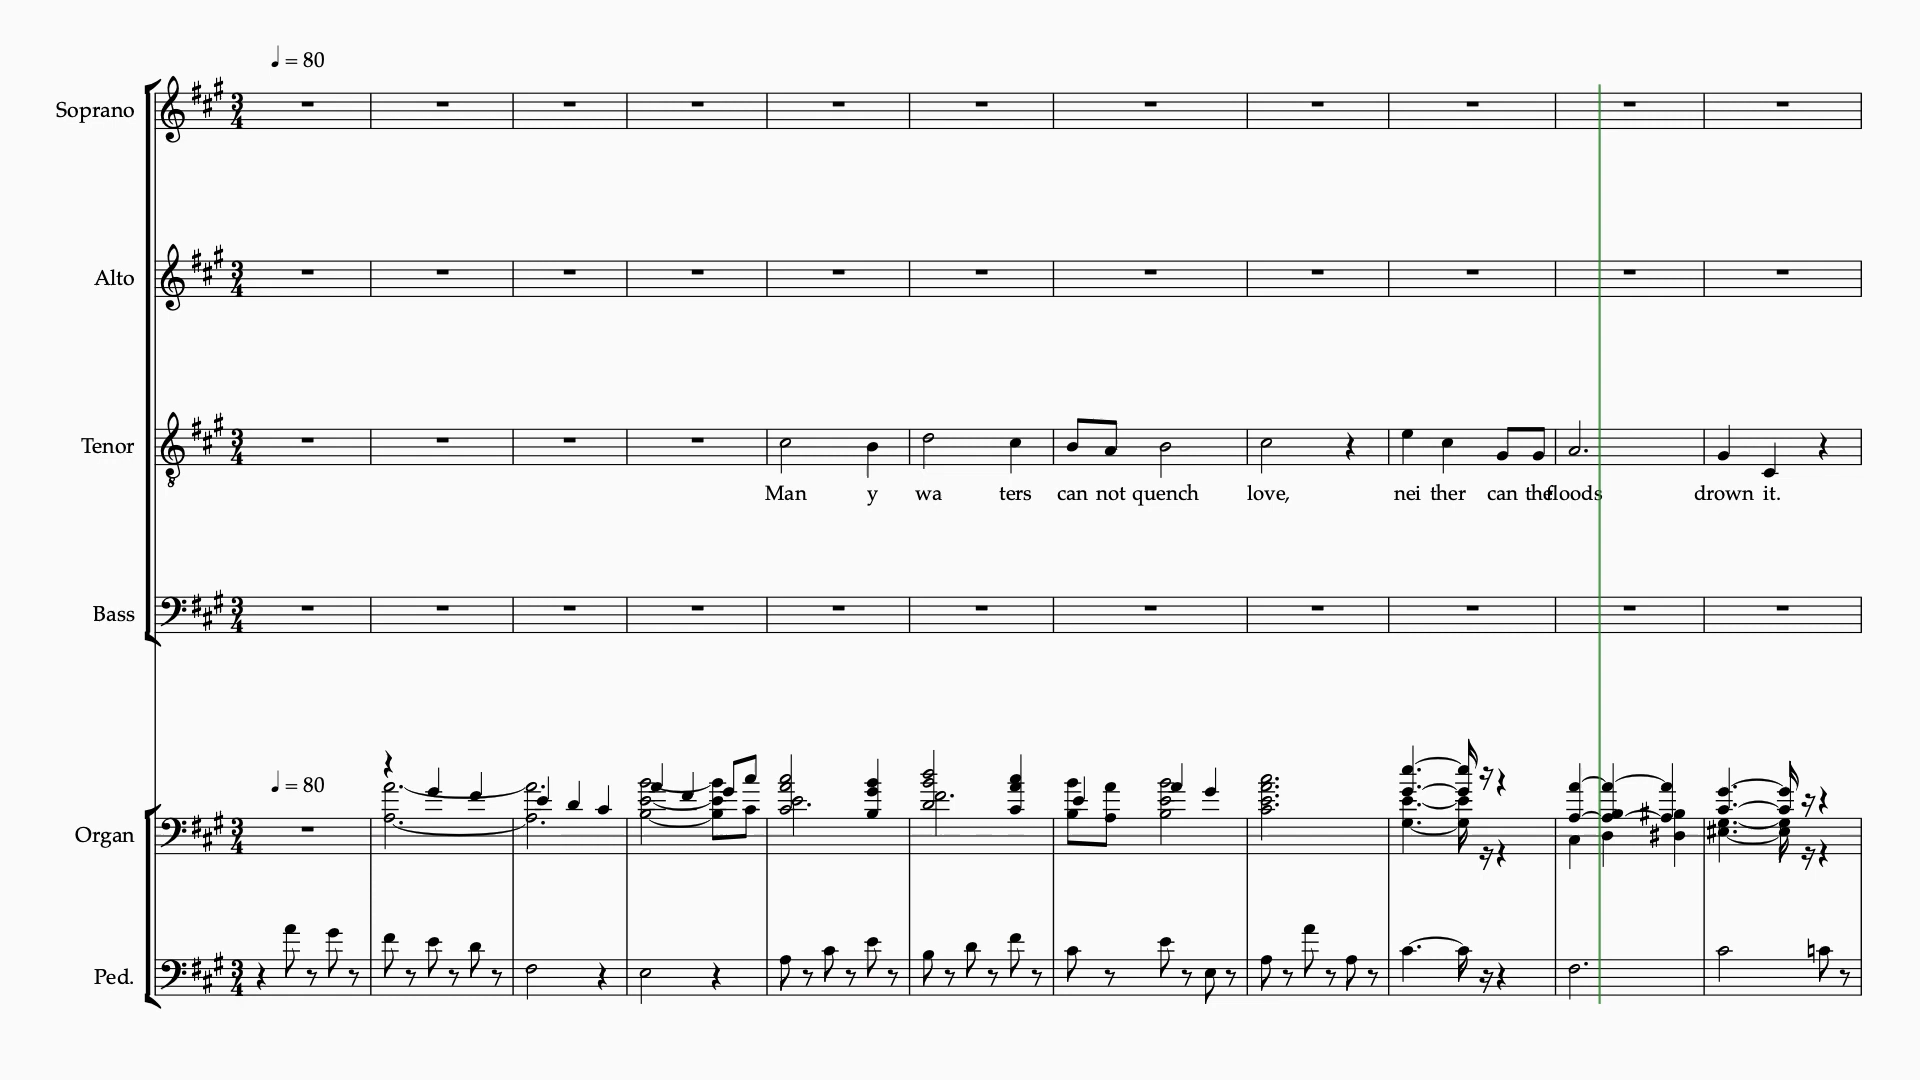 ♩ = 80
Soprano
Alto
Tenor
Man y wa ters can not quench love, nei ther can the floods drown it.
Bass
♩ = 80
Organ
Ped.